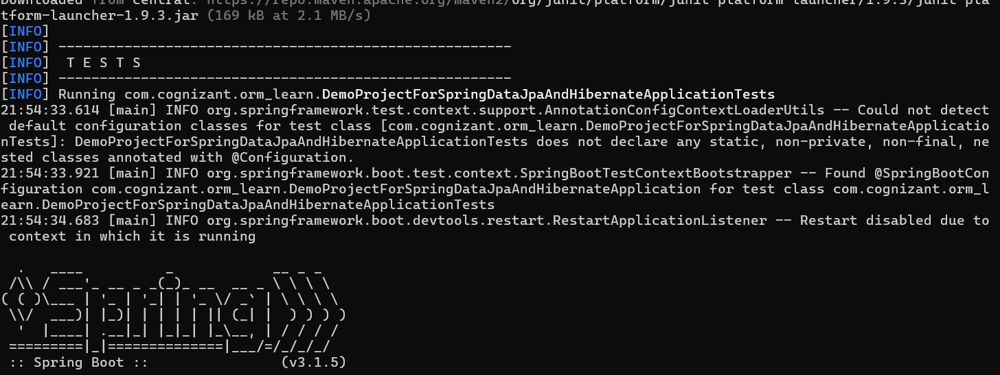 Downloaded from central: https://repo.maven.apache.org/maven2/org/junit/platform/junit-platform-launcher/1.9.3/junit-pla
tform-launcher-1.9.3.jar (169 kB at 2.1 MB/s)
[INFO]
[INFO] -------------------------------------------------------
[INFO]  T E S T S
[INFO] -------------------------------------------------------
[INFO] Running com.cognizant.orm_learn.DemoProjectForSpringDataJpaAndHibernateApplicationTests
21:54:33.614 [main] INFO org.springframework.test.context.support.AnnotationConfigContextLoaderUtils -- Could not detect
 default configuration classes for test class [com.cognizant.orm_learn.DemoProjectForSpringDataJpaAndHibernateApplicatio
nTests]: DemoProjectForSpringDataJpaAndHibernateApplicationTests does not declare any static, non-private, non-final, ne
sted classes annotated with @Configuration.
21:54:33.921 [main] INFO org.springframework.boot.test.context.SpringBootTestContextBootstrapper -- Found @SpringBootCon
figuration com.cognizant.orm_learn.DemoProjectForSpringDataJpaAndHibernateApplication for test class com.cognizant.orm_l
earn.DemoProjectForSpringDataJpaAndHibernateApplicationTests
21:54:34.683 [main] INFO org.springframework.boot.devtools.restart.RestartApplicationListener -- Restart disabled due to
 context in which it is running
  .   ____          _            __ _ _
 /\\ / ___'_ __ _ _(_)_ __  __ _ \ \ \ \
( ( )\___ | '_ | '_| | '_ \/ _` | \ \ \ \
 \\/  ___)| |_)| | | | | || (_| |  ) ) ) )
  '  |____| .__|_| |_|_| |_\__, | / / / /
 =========|_|==============|___/=/_/_/_/
 :: Spring Boot ::                (v3.1.5)